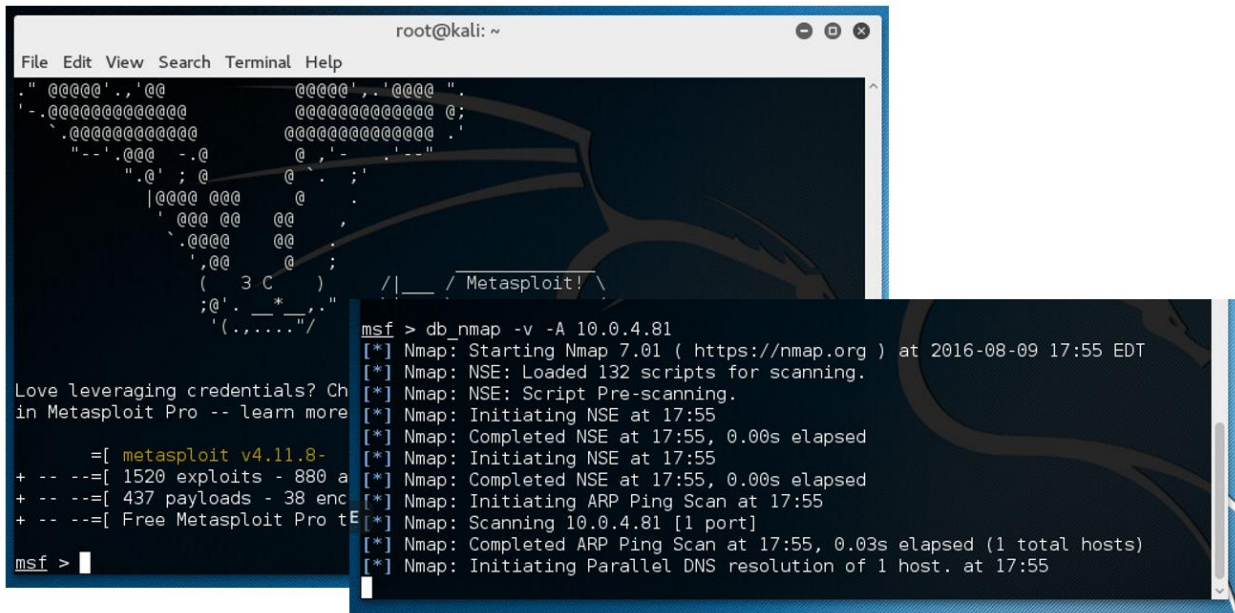 root@kali: ~
File Edit View Search Terminal Help
." @@@@@'.,'@@            @@@@@',.'@@@@ ".
'-.@@@@@@@@@@@@@          @@@@@@@@@@@@@ @;
   `.@@@@@@@@@@@@        @@@@@@@@@@@@@@ .'
     "--'.@@@  -.@        @ ,'-   .'--"
          ".@' ; @       @ `.  ;'
            |@@@@ @@@     @    .
             ' @@@ @@   @@    ,
              `.@@@@    @@   .
                ',@@     @   ;
                 (   3 C    )     /|___ / Metasploit! \
                 ;@'. __*__,."
                  '(.,...."/
Love leveraging credentials? Ch
in Metasploit Pro -- learn more
=[ metasploit v4.11.8-
+ -- --=[ 1520 exploits - 880 a
+ -- --=[ 437 payloads - 38 enc
+ -- --=[ Free Metasploit Pro t
msf >
msf > db_nmap -v -A 10.0.4.81
[*] Nmap: Starting Nmap 7.01 ( https://nmap.org ) at 2016-08-09 17:55 EDT
[*] Nmap: NSE: Loaded 132 scripts for scanning.
[*] Nmap: NSE: Script Pre-scanning.
[*] Nmap: Initiating NSE at 17:55
[*] Nmap: Completed NSE at 17:55, 0.00s elapsed
[*] Nmap: Initiating NSE at 17:55
[*] Nmap: Completed NSE at 17:55, 0.00s elapsed
[*] Nmap: Initiating ARP Ping Scan at 17:55
[*] Nmap: Scanning 10.0.4.81 [1 port]
[*] Nmap: Completed ARP Ping Scan at 17:55, 0.03s elapsed (1 total hosts)
[*] Nmap: Initiating Parallel DNS resolution of 1 host. at 17:55